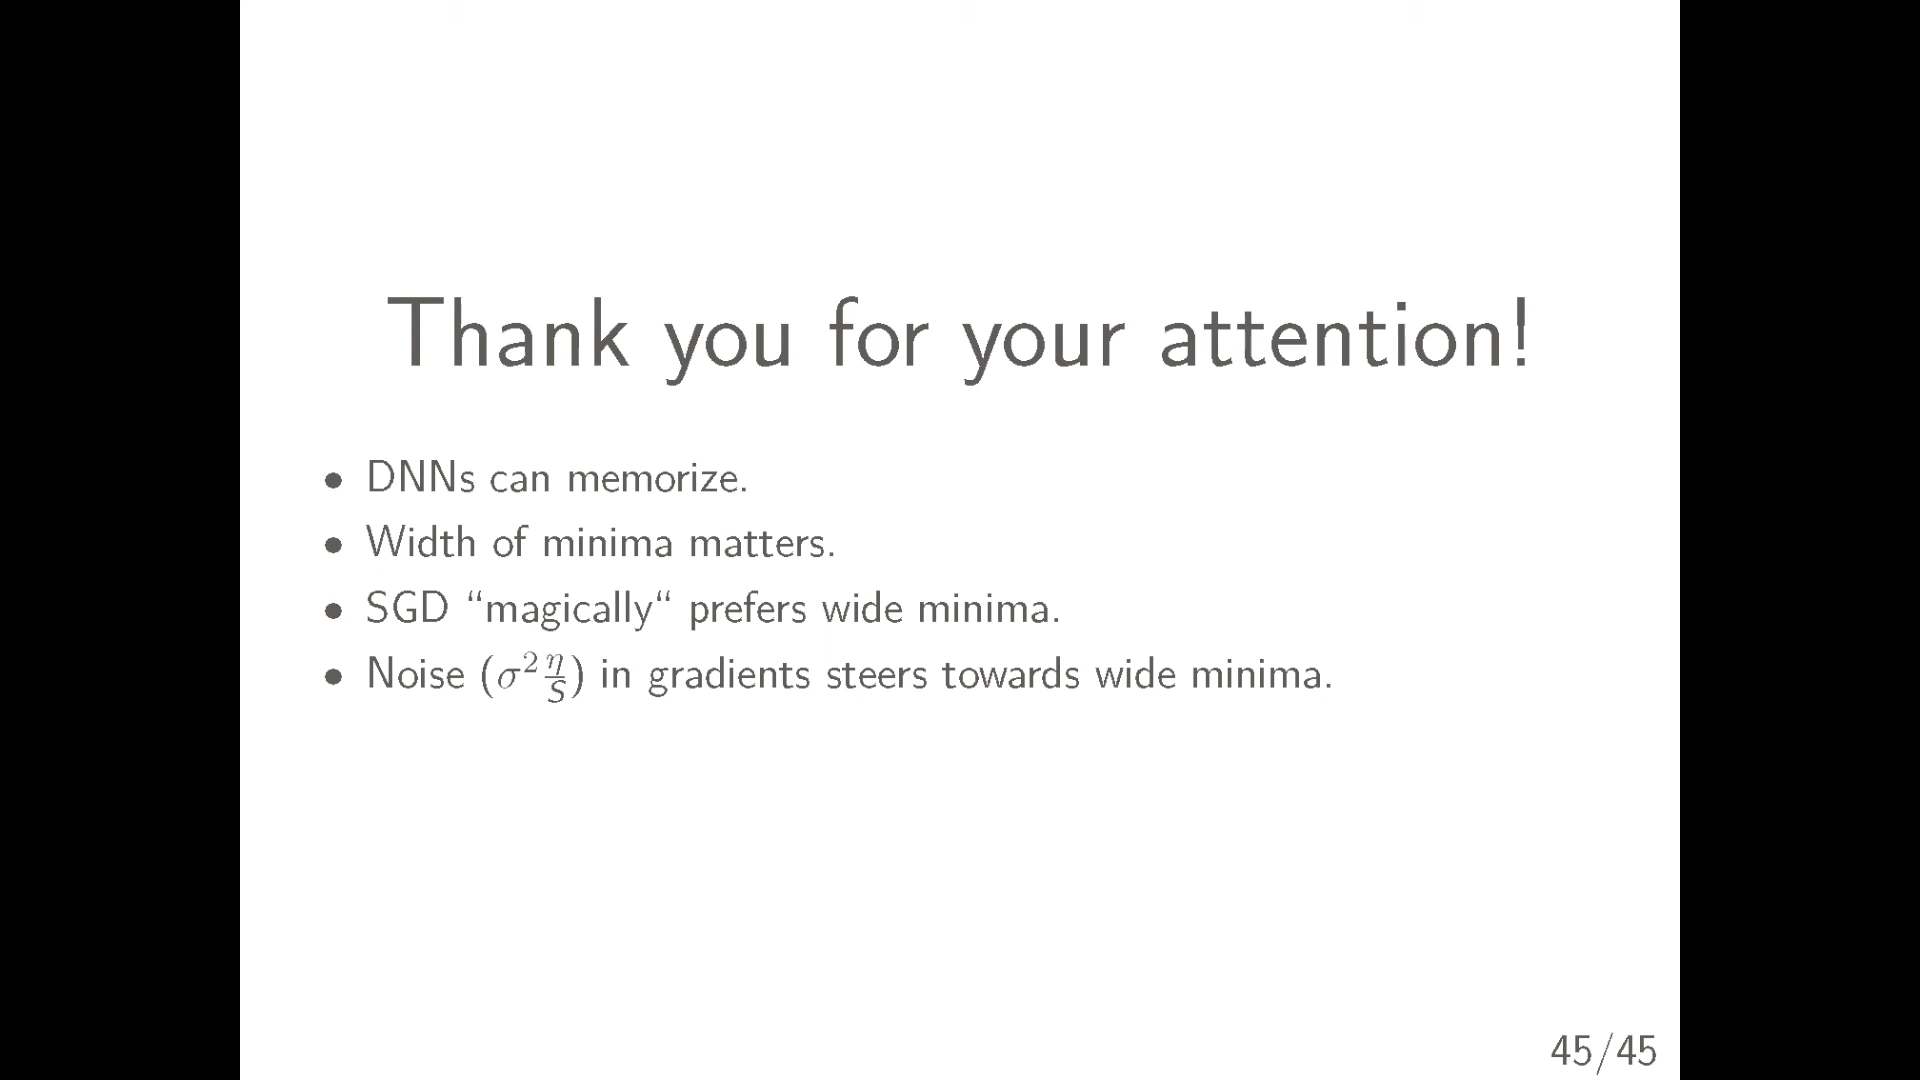 Thank you for your attention!
• DNNs can memorize.
• Width of minima matters.
• SGD “magically“ prefers wide minima.
• Noise (σ² η/S) in gradients steers towards wide minima.
45/45